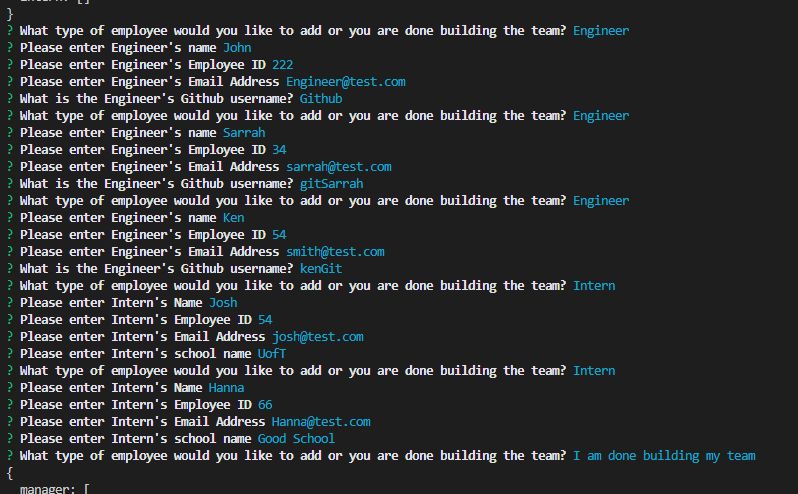 intern: []
}
? What type of employee would you like to add or you are done building the team? Engineer
? Please enter Engineer's name John
? Please enter Engineer's Employee ID 222
? Please enter Engineer's Email Address Engineer@test.com
? What is the Engineer's Github username? Github
? What type of employee would you like to add or you are done building the team? Engineer
? Please enter Engineer's name Sarrah
? Please enter Engineer's Employee ID 34
? Please enter Engineer's Email Address sarrah@test.com
? What is the Engineer's Github username? gitSarrah
? What type of employee would you like to add or you are done building the team? Engineer
? Please enter Engineer's name Ken
? Please enter Engineer's Employee ID 54
? Please enter Engineer's Email Address smith@test.com
? What is the Engineer's Github username? kenGit
? What type of employee would you like to add or you are done building the team? Intern
? Please enter Intern's Name Josh
? Please enter Intern's Employee ID 54
? Please enter Intern's Email Address josh@test.com
? Please enter Intern's school name UofT
? What type of employee would you like to add or you are done building the team? Intern
? Please enter Intern's Name Hanna
? Please enter Intern's Employee ID 66
? Please enter Intern's Email Address Hanna@test.com
? Please enter Intern's school name Good School
? What type of employee would you like to add or you are done building the team? I am done building my team
{
manager: [